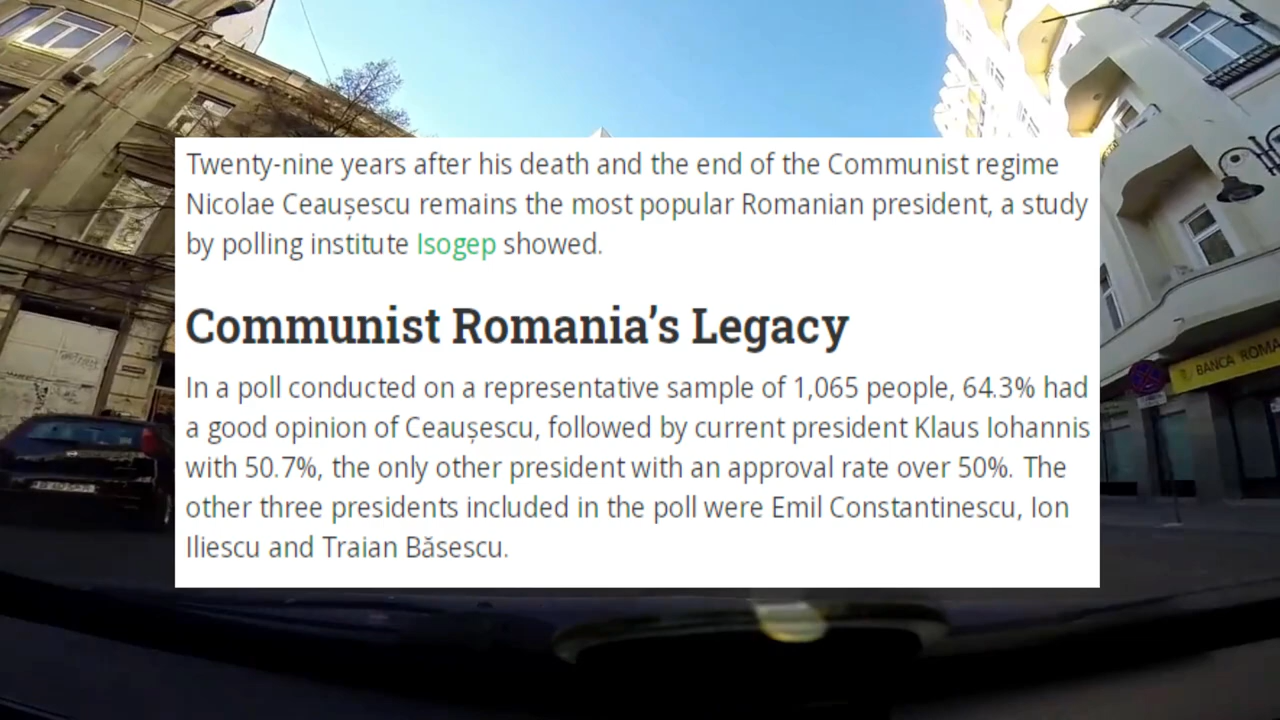 Twenty-nine years after his death and the end of the Communist regime
Nicolae Ceaușescu remains the most popular Romanian president, a study
by polling institute Isogep showed.
Communist Romania’s Legacy
In a poll conducted on a representative sample of 1,065 people, 64.3% had
a good opinion of Ceaușescu, followed by current president Klaus Iohannis
with 50.7%, the only other president with an approval rate over 50%. The
other three presidents included in the poll were Emil Constantinescu, Ion
Iliescu and Traian Băsescu.
BANCA ROMA